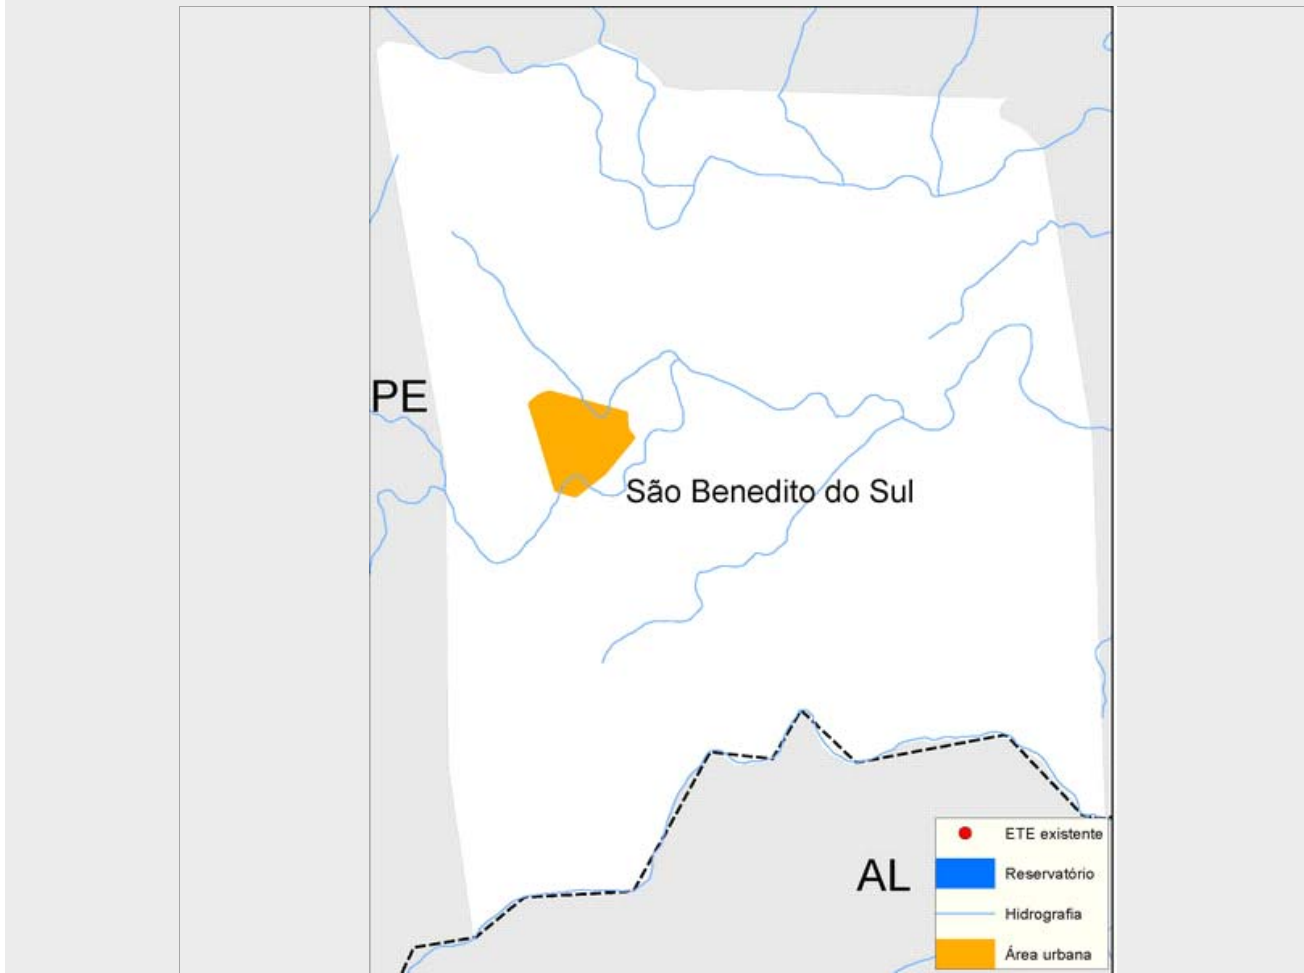 PE
São Benedito do Sul
AL
ETE existente
Reservatório
Hidrografia
Área urbana